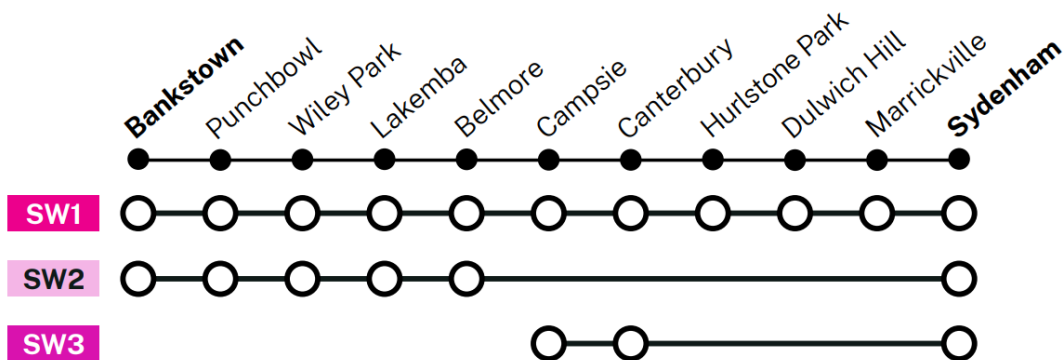 Bankstown
Punchbowl
Wiley Park
Lakemba
Belmore
Campsie
Canterbury
Hurlstone Park
Dulwich Hill
Marrickville
Sydenham
SW1
SW2
SW3